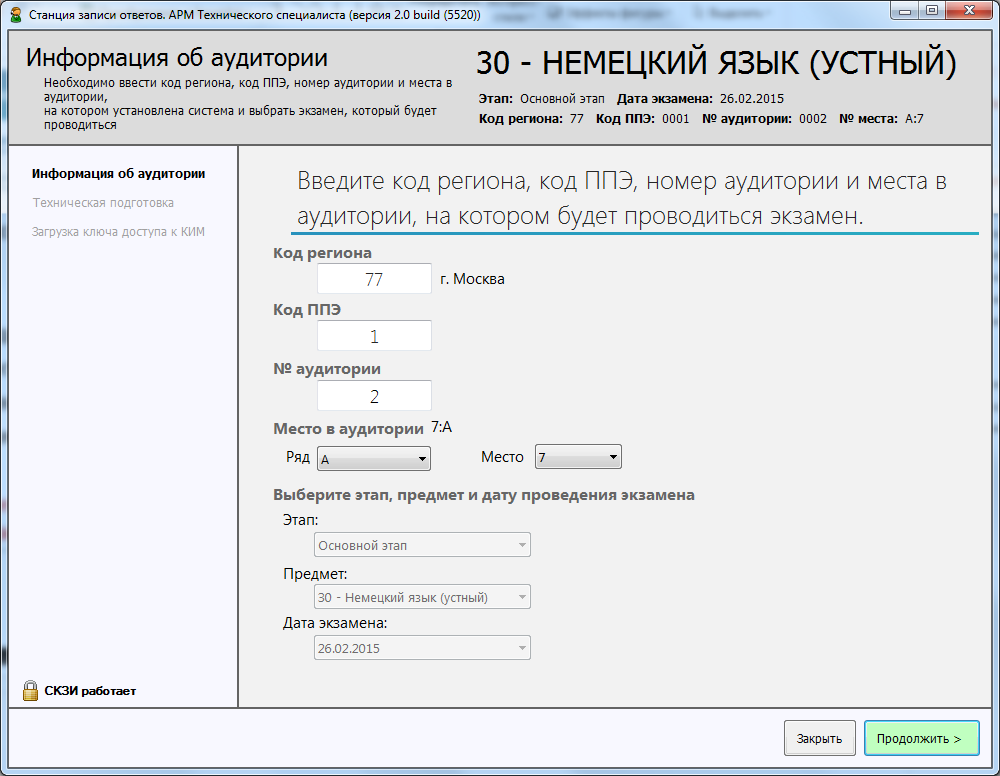 Станция записи ответов. АРМ Технического специалиста (версия 2.0 build (5520))
Информация об аудитории
Необходимо ввести код региона, код ППЭ, номер аудитории и места в
аудитории,
на котором установлена система и выбрать экзамен, который будет
проводиться
30 - НЕМЕЦКИЙ ЯЗЫК (УСТНЫЙ)
Этап: Основной этап Дата экзамена: 26.02.2015
Код региона: 77 Код ППЭ: 0001 № аудитории: 0002 № места: А:7
Информация об аудитории
Техническая подготовка
Загрузка ключа доступа к КИМ
СКЗИ работает
Введите код региона, код ППЭ, номер аудитории и места в
аудитории, на котором будет проводиться экзамен.
Код региона
77 г. Москва
Код ППЭ
1
№ аудитории
2
Место в аудитории 7:А
Ряд А Место 7
Выберите этап, предмет и дату проведения экзамена
Этап:
Основной этап
Предмет:
30 - Немецкий язык (устный)
Дата экзамена:
26.02.2015
Закрыть Продолжить >